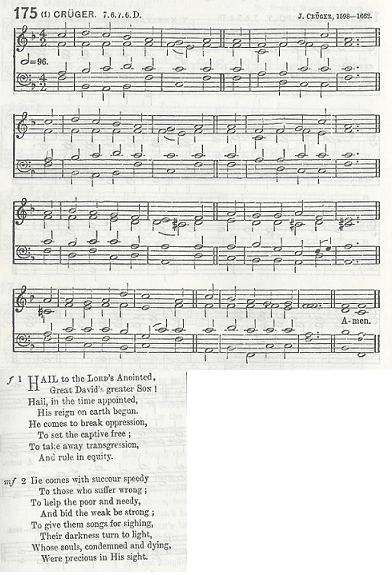 175 (1) CRÜGER. 7.6.7.6.D.
J. CRÜGER, 1598—1662.
=96.
A-men.
f 1 HAIL to the LORD'S Anointed,
Great David's greater SON !
Hail, in the time appointed,
His reign on earth begun.
He comes to break oppression,
To set the captive free ;
To take away transgression,
And rule in equity.
mf 2 He comes with succour speedy
To those who suffer wrong ;
To help the poor and needy,
And bid the weak be strong ;
To give them songs for sighing,
Their darkness turn to light,
Whose souls, condemned and dying,
Were precious in His sight.